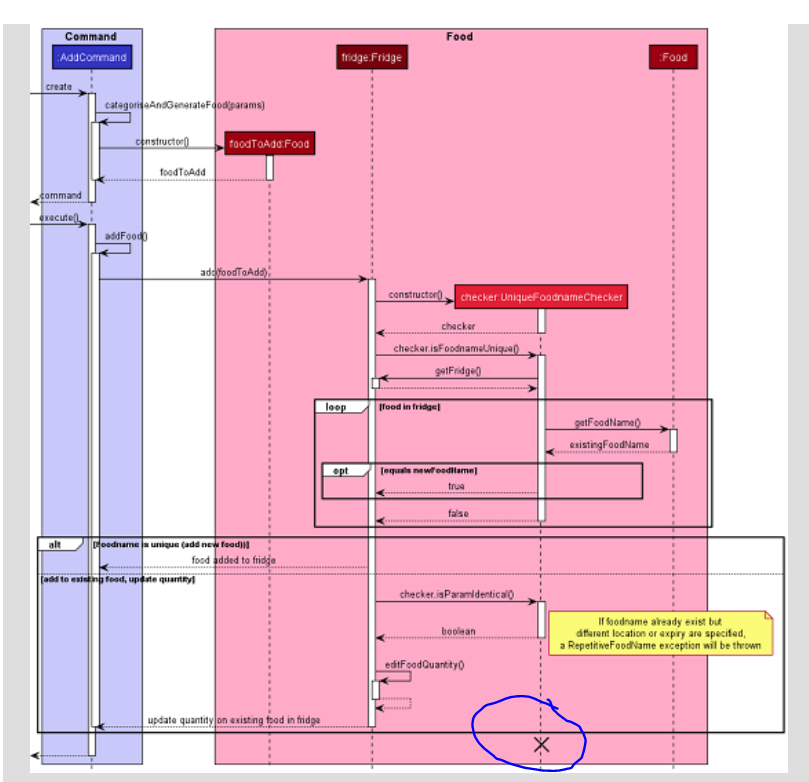 Command
Food
:AddCommand
fridge:Fridge
:Food
create
categoriseAndGenerateFood(params)
constructor()
foodToAdd:Food
foodToAdd
command
execute()
addFood()
add(foodToAdd)
constructor()
checker:UniqueFoodnameChecker
checker
checker.isFoodnameUnique()
getFridge()
loop
[food in fridge]
getFoodName()
existingFoodName
opt
[equals newFoodName]
true
false
alt
[Foodname is unique (add new food))]
food added to fridge
[add to existing food, update quantity]
checker.isParamIdentical()
If foodname already exist but
different location or expiry are specified,
a RepetitiveFoodName exception will be thrown
boolean
editFoodQuantity()
update quantity on existing food in fridge